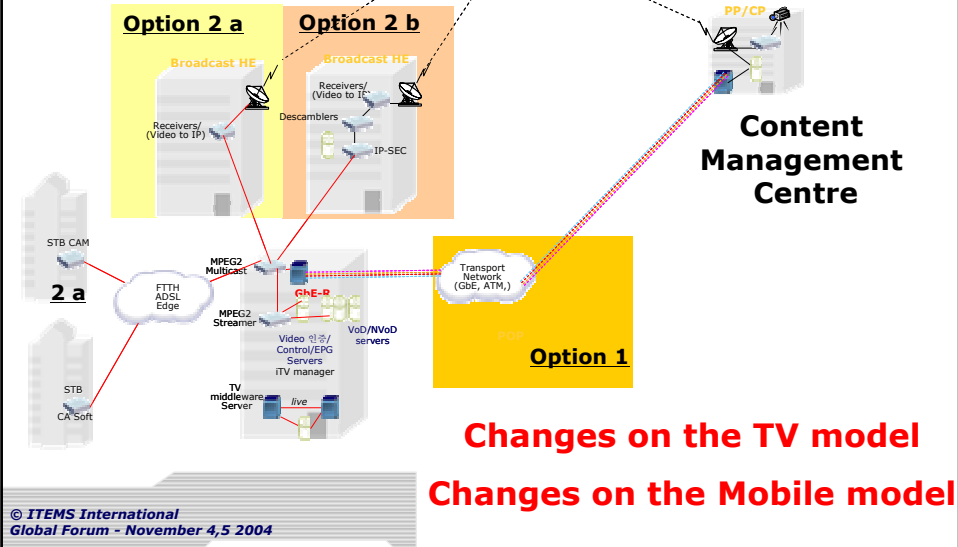 Option 2 a
Option 2 b
PP/CP
Broadcast HE
Broadcast HE
Receivers/
(Video to IP)
Receivers/
(Video to IP)
Descamblers
IP-SEC
Content
Management
Centre
STB CAM
2 a
FTTH
ADSL
Edge
MPEG2
Multicast
GbE-R
MPEG2
Streamer
Video 인증/
Control/EPG
Servers
iTV manager
VoD/NVoD
servers
Transport
Network
(GbE, ATM,)
POP
Option 1
STB
CA Soft
TV
middleware
Server
live
Changes on the TV model
Changes on the Mobile model
© ITEMS International
Global Forum - November 4,5 2004